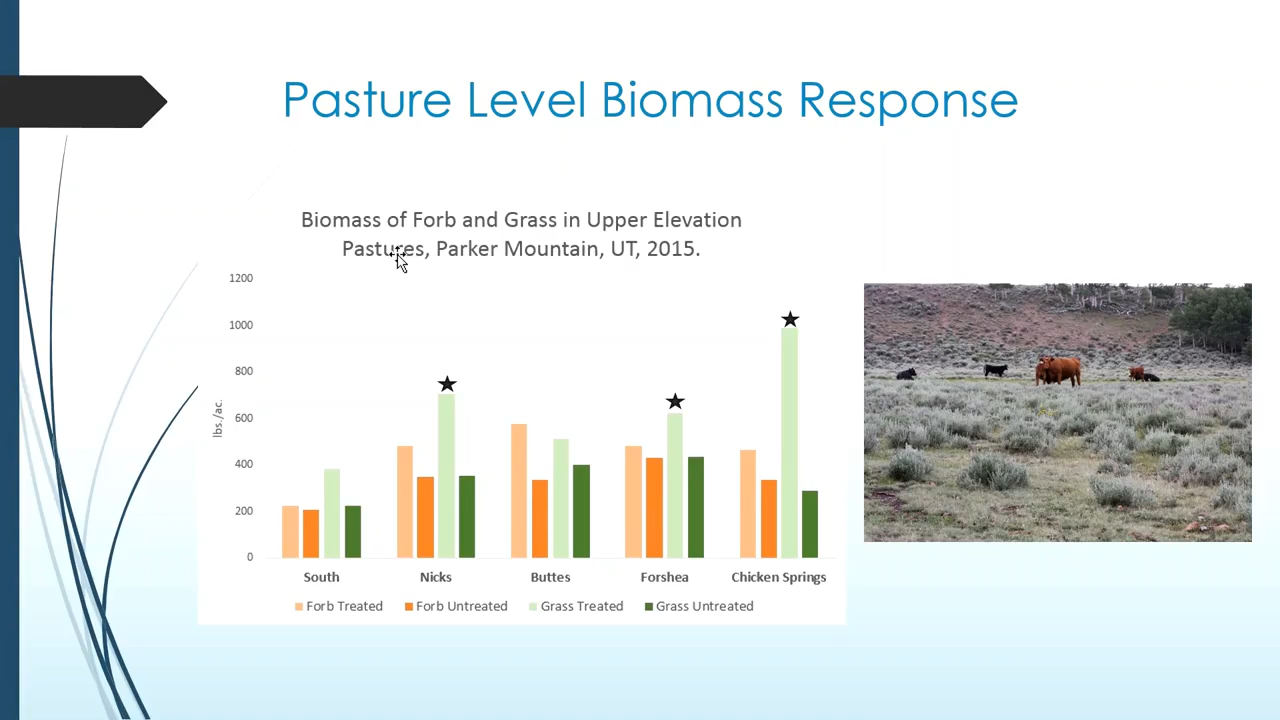 Pasture Level Biomass Response
Biomass of Forb and Grass in Upper Elevation
Pastures, Parker Mountain, UT, 2015.
1200
1000
800
600
400
200
0
lbs./ac.
South
Nicks
Buttes
Forshea
Chicken Springs
Forb Treated
Forb Untreated
Grass Treated
Grass Untreated